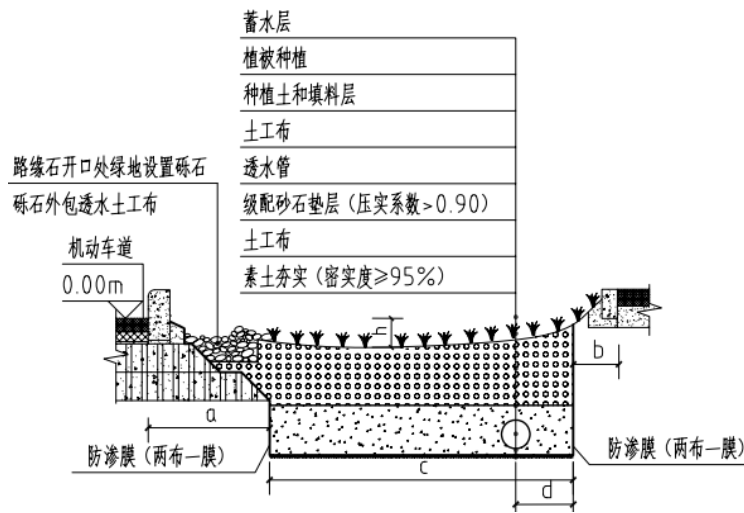 蓄水层
植被种植
种植土和填料层
土工布
透水管
级配砂石垫层（压实系数>0.90）
土工布
素土夯实（密实度≥95%）
路缘石开口处绿地设置砾石
砾石外包透水土工布
机动车道
0.00m
h
b
a
防渗膜（两布一膜）
防渗膜（两布一膜）
c
d